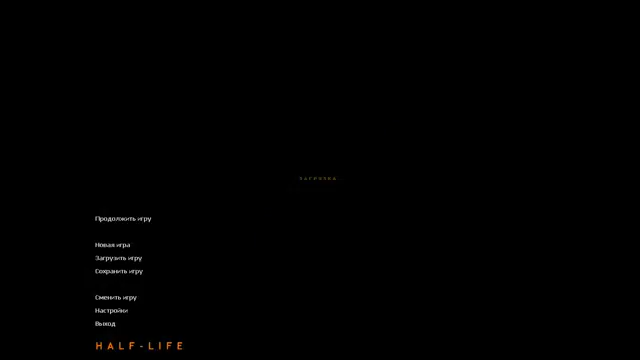 ЗАГРУЗКА
Продолжить игру
Новая игра
Загрузить игру
Сохранить игру
Сменить игру
Настройки
Выход
HALF-LIFE